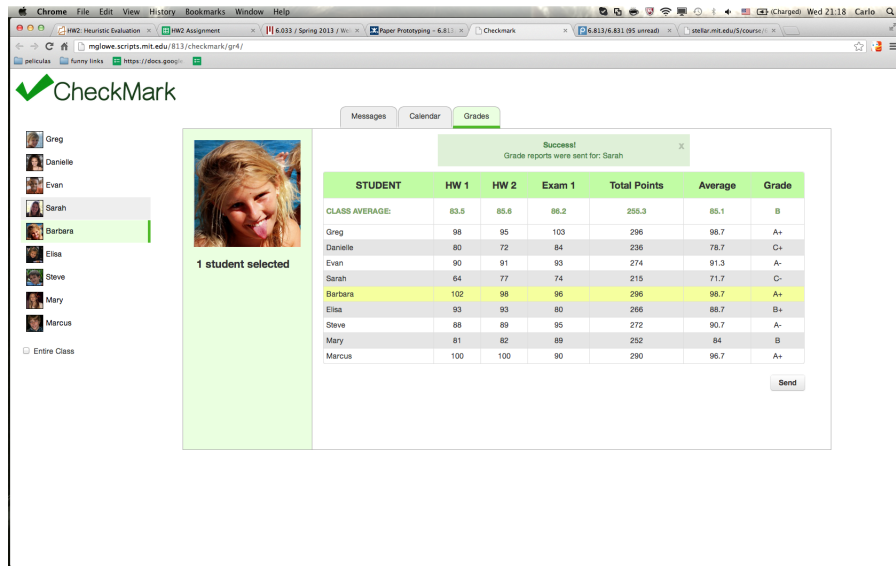 Chrome File Edit View History Bookmarks Window Help (Charged) Wed 21:18 Carlo
HW2: Heuristic Evaluation HW2 Assignment 6.033 / Spring 2013 / Paper Prototyping – 6.813 Checkmark 6.813/6.831 (95 unread) stellar.mit.edu/S/course/
mglowe.scripts.mit.edu/813/checkmark/gr4/
peliculas funny links https://docs.google
CheckMark
Messages Calendar Grades
Greg
Danielle
Evan
Sarah
Barbara
Elisa
Steve
Mary
Marcus
Entire Class
1 student selected
Success! X
Grade reports were sent for: Sarah
STUDENT HW 1 HW 2 Exam 1 Total Points Average Grade
CLASS AVERAGE: 83.5 85.6 86.2 255.3 85.1 B
Greg 98 95 103 296 98.7 A+
Danielle 80 72 84 236 78.7 C+
Evan 90 91 93 274 91.3 A-
Sarah 64 77 74 215 71.7 C-
Barbara 102 98 96 296 98.7 A+
Elisa 93 93 80 266 88.7 B+
Steve 88 89 95 272 90.7 A-
Mary 81 82 89 252 84 B
Marcus 100 100 90 290 96.7 A+
Send